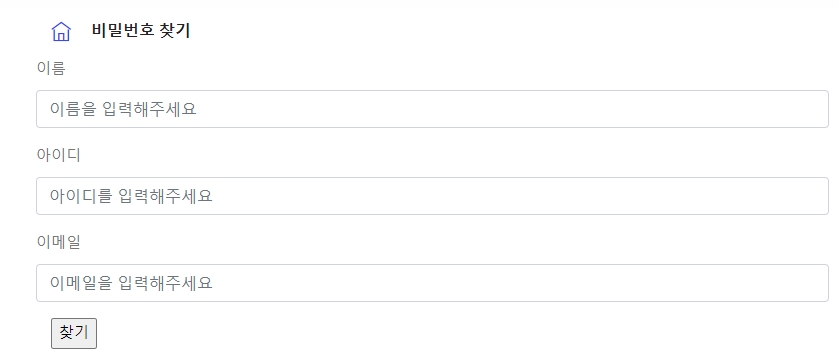 비밀번호 찾기
이름
이름을 입력해주세요
아이디
아이디를 입력해주세요
이메일
이메일을 입력해주세요
찾기